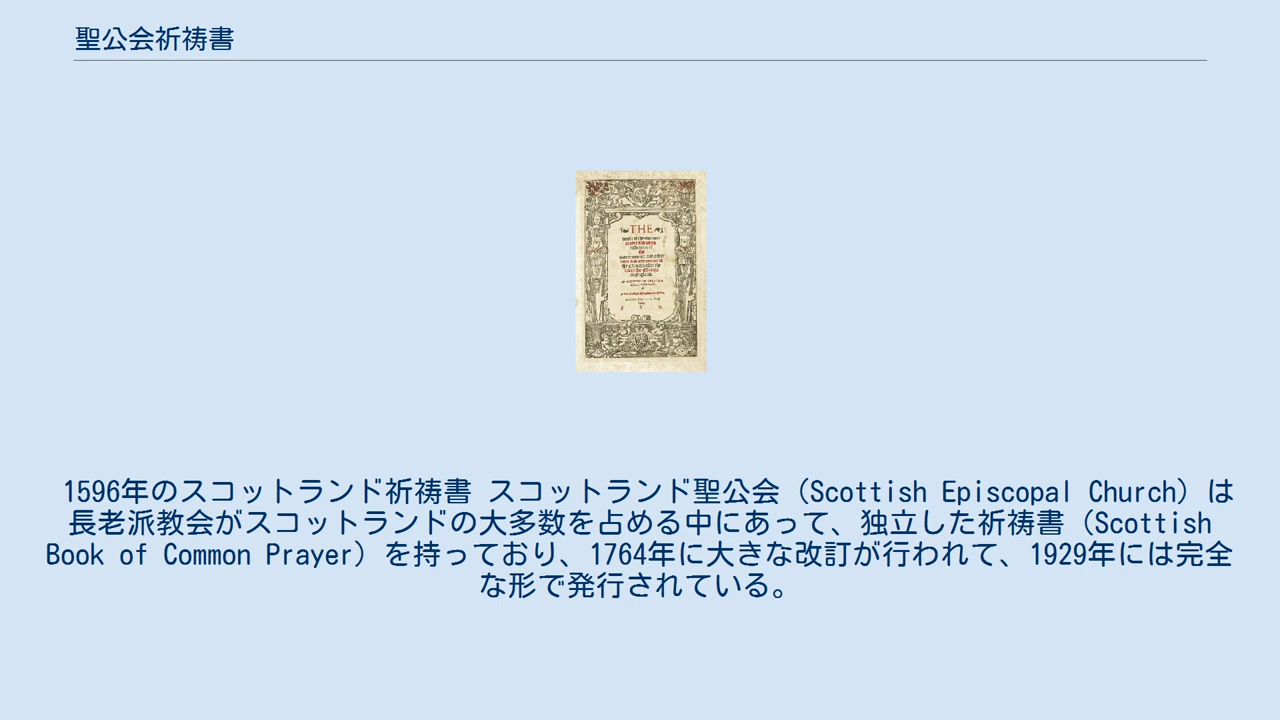 聖公会祈祷書
THE
1596年のスコットランド祈祷書 スコットランド聖公会（Scottish Episcopal Church）は
長老派教会がスコットランドの大多数を占める中にあって、独立した祈祷書（Scottish
Book of Common Prayer）を持っており、1764年に大きな改訂が行われて、1929年には完全
な形で発行されている。